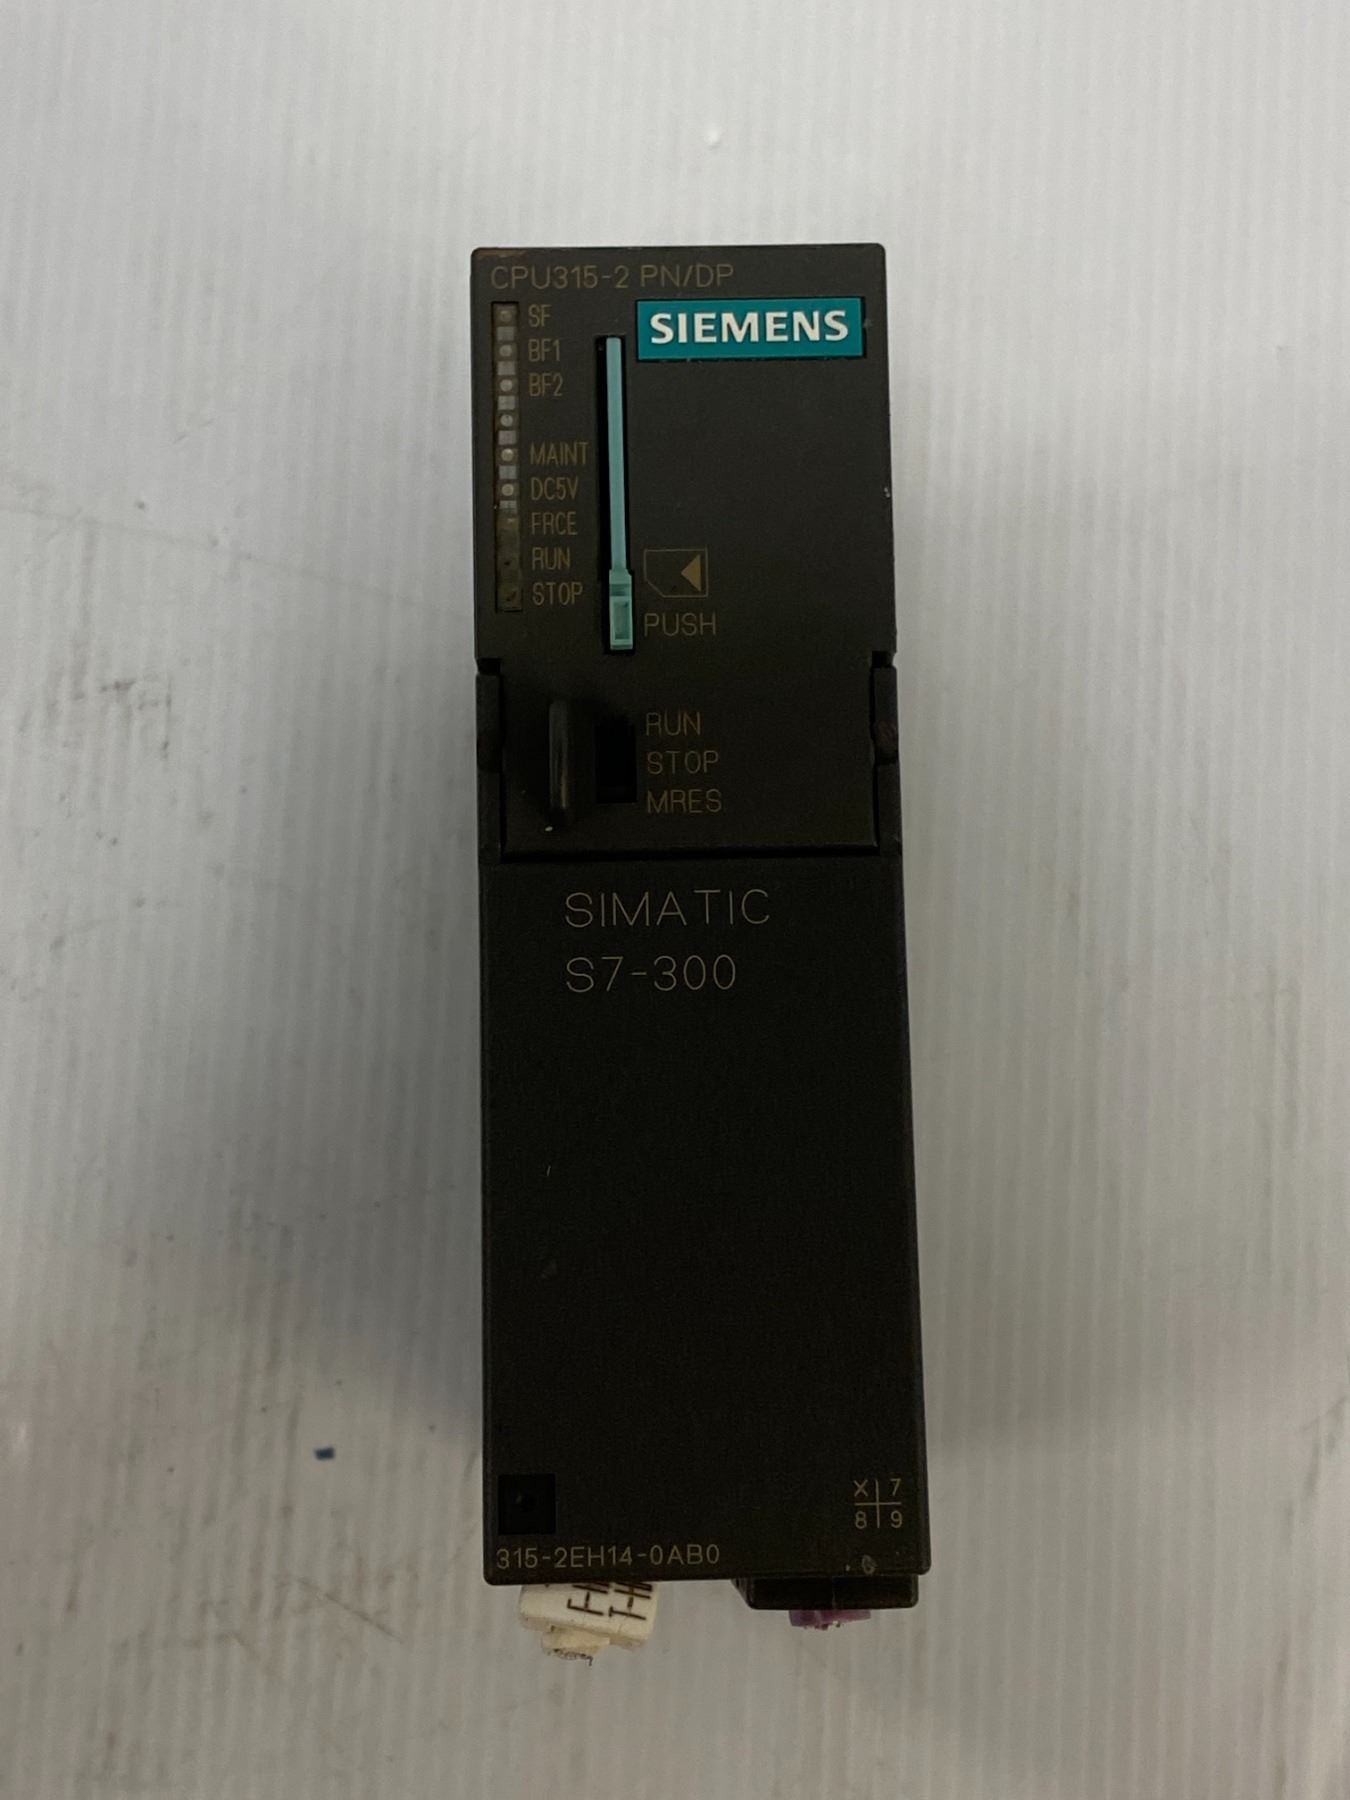 CPU315-2 PN/DP
SIEMENS
SF
BF1
BF2
MAINT
DC5V
FRCE
RUN
STOP
PUSH
RUN
STOP
MRES
SIMATIC
S7-300
X 7
8 9
315-2EH14-0AB0